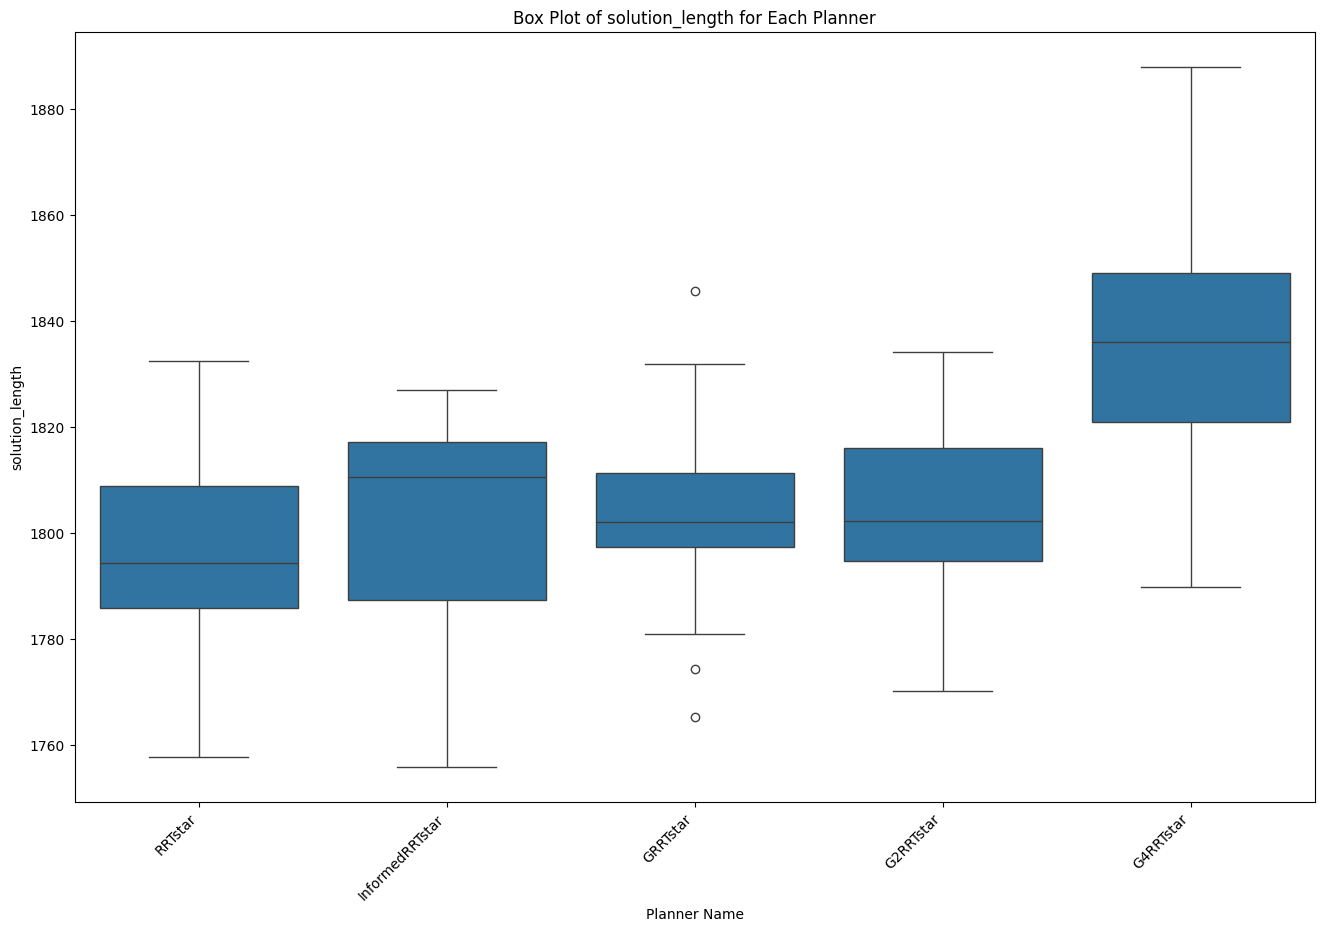 Box Plot of solution_length for Each Planner
1880
1860
1840
1820
1800
1780
1760
solution_length
RRTstar
InformedRRTstar
GRRTstar
G2RRTstar
G4RRTstar
Planner Name